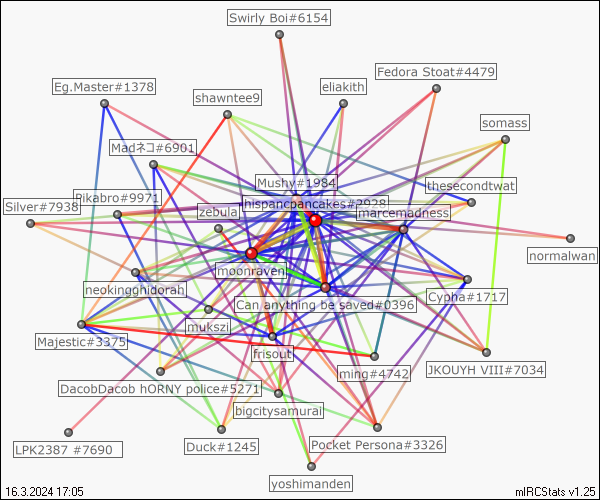 Swirly Boi#6154
Fedora Stoat#4479
Eg.Master#1378
shawntee9
eliakith
somass
Madネコ#6901
Mushy#1984
thesecondtwat
Pikabro#9971
hispancpancakes#2928
Silver#7938
zebula
marcemadness
normalwan
moonraven
neokingghidorah
Can anything be saved#0396
Cypha#1717
mukszi
Majestic#3375
frisout
ming#4742
JKOUYH VIII#7034
DacobDacob hORNY police#5271
bigcitysamurai
LPK2387 #7690
Duck#1245
Pocket Persona#3326
yoshimanden
16.3.2024 17:05
mIRCStats v1.25